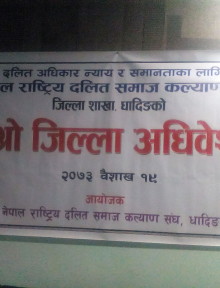 दलित अधिकार न्याय र समानताका लागि
राष्ट्रिय दलित समाज कल्याण
जिल्ला शाखा, धादिङको
ओ जिल्ला अधिवे
२०७३ वैशाख १९
आयोजक
नेपाल राष्ट्रिय दलित समाज कल्याण संघ, धादिङ